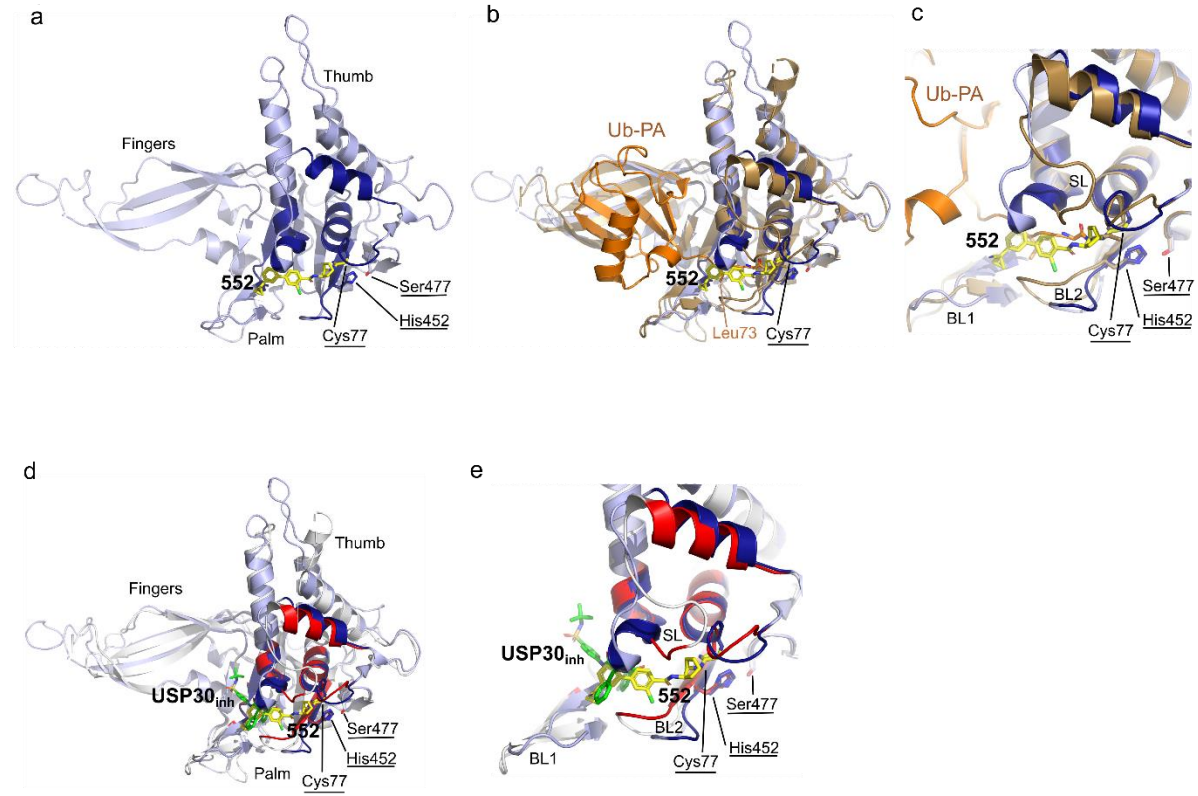 a
Thumb
Fingers
552
Ser477
His452
Palm
Cys77
b
Ub-PA
552
Leu73
Cys77
c
Ub-PA
SL
552
BL2
BL1
Ser477
His452
Cys77
d
Thumb
Fingers
USP30inh
552
Ser477
His452
Palm
Cys77
e
SL
USP30inh
552
Ser477
BL2
BL1
His452
Cys77